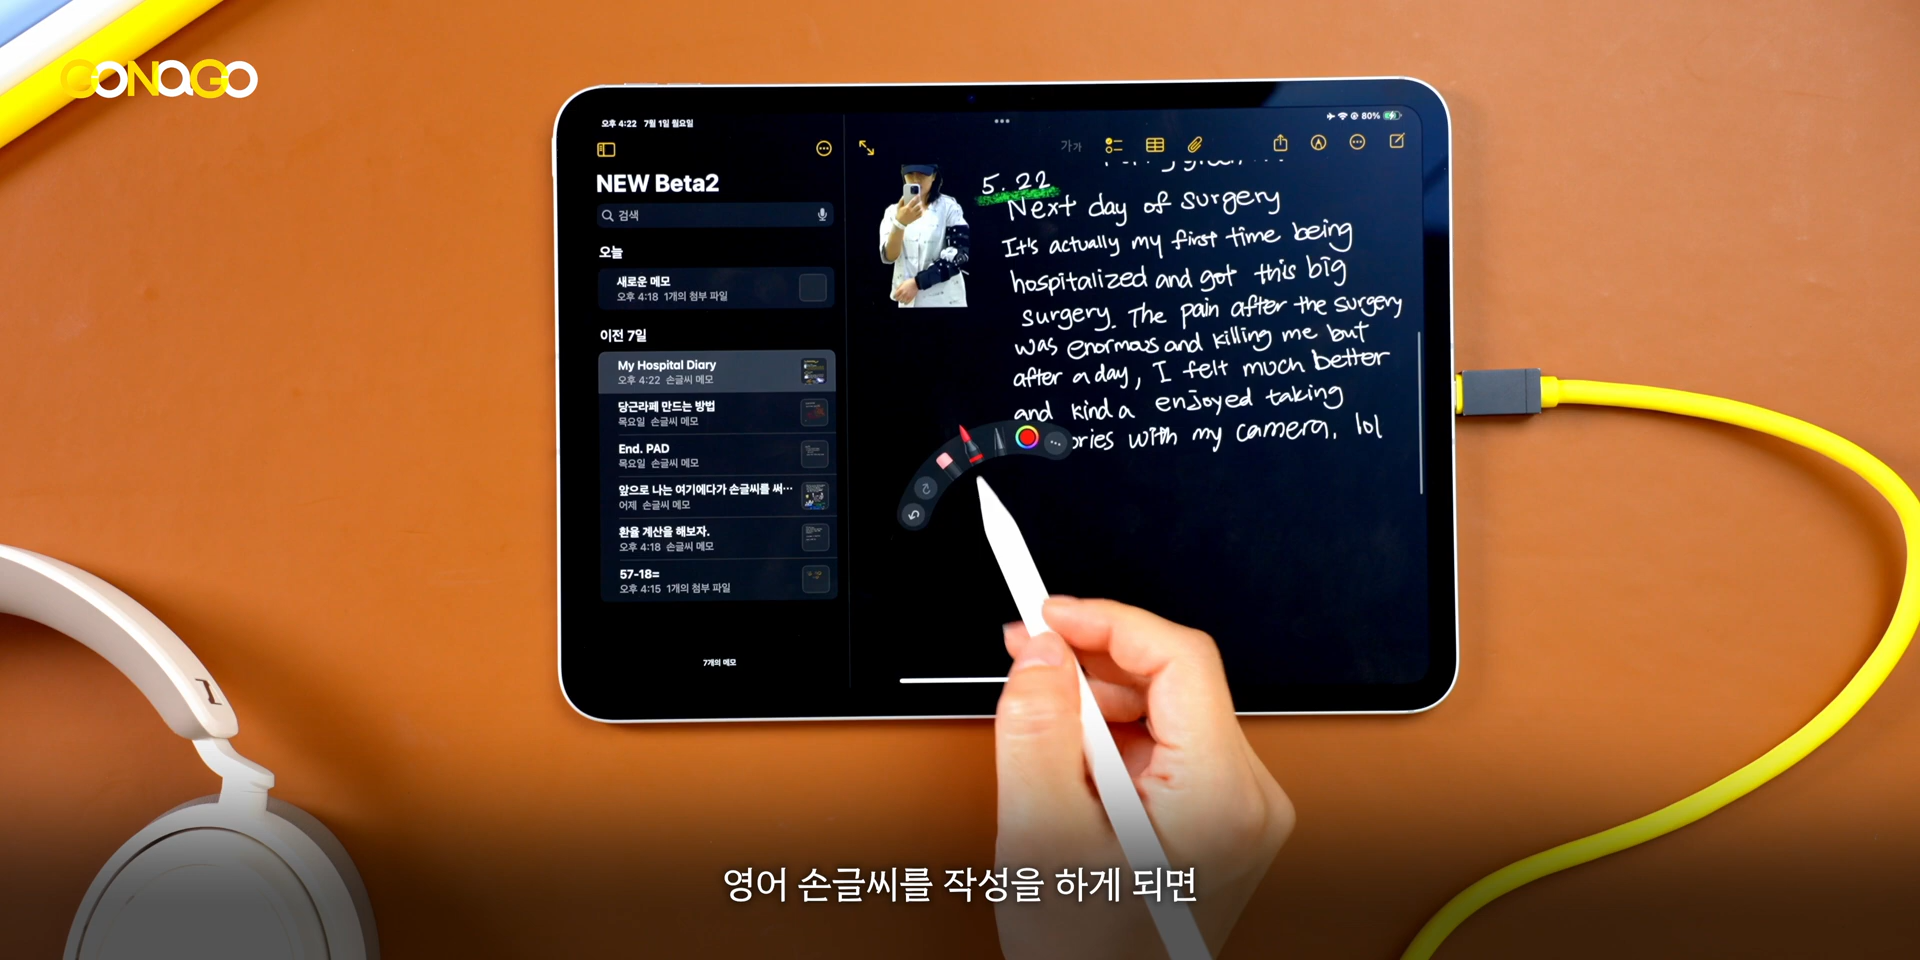 GONAGO
오후 4:22 7월 1일 월요일
80%
NEW Beta2
검색
오늘
새로운 메모
오후 4:18 1개의 첨부 파일
이전 7일
My Hospital Diary
오후 4:22 손글씨 메모
당근라페 만드는 방법
목요일 손글씨 메모
End. PAD
목요일 손글씨 메모
앞으로 나는 여기에다가 손글씨를 써…
어제 손글씨 메모
환율 계산을 해보자.
오후 4:18 손글씨 메모
57-18=
오후 4:15 1개의 첨부 파일
7개의 메모
가가
5.22
Next day of surgery
It's actually my first time being
hospitalized and got this big
surgery. The pain after the surgery
was enormous and killing me but
after a day, I felt much better
and kinda enjoyed taking
ories with my camera. lol
영어 손글씨를 작성을 하게 되면